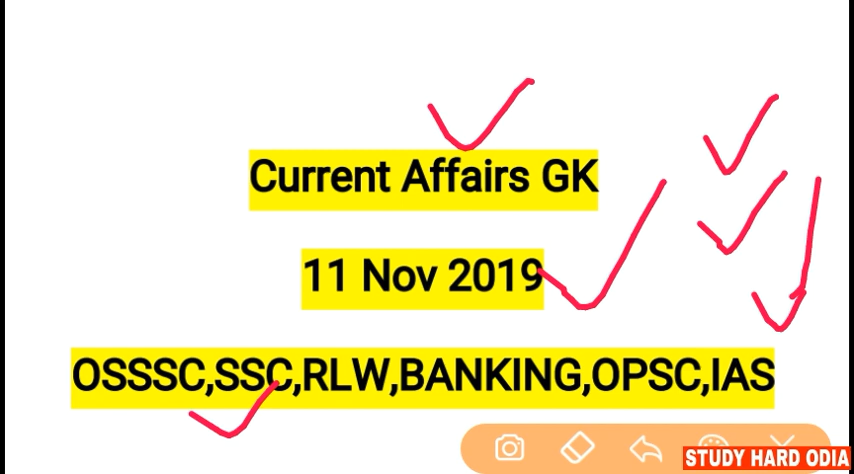 Current Affairs GK
11 Nov 2019
OSSSC,SSC,RLW,BANKING,OPSC,IAS
STUDY HARD ODIA